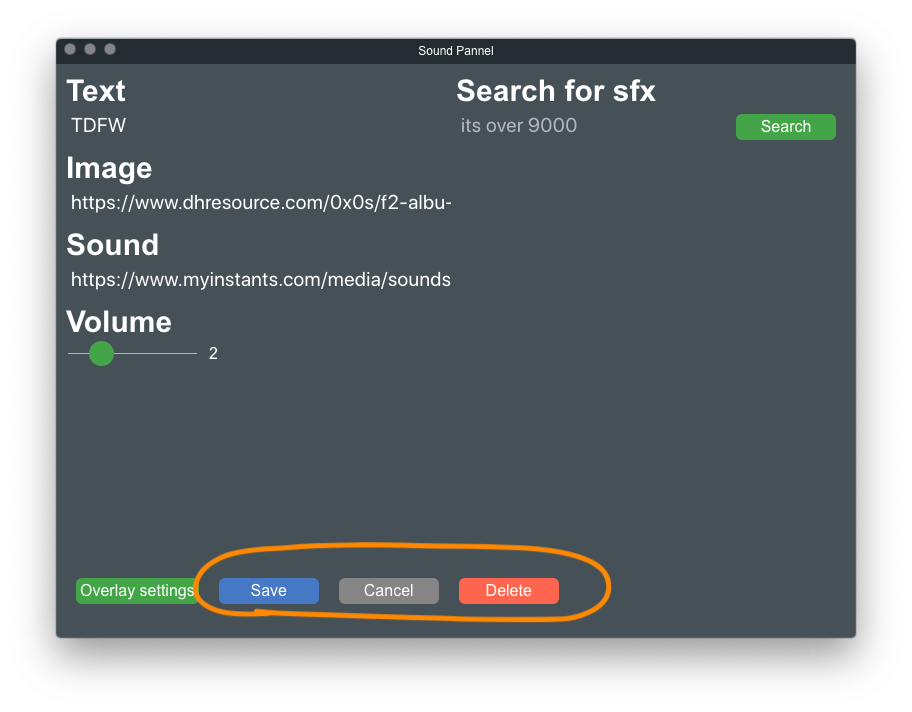 Sound Pannel
Text
TDFW
Image
https://www.dhresource.com/0x0s/f2-albu-
Sound
https://www.myinstants.com/media/sounds
Volume
2
Search for sfx
its over 9000
Search
Overlay settings
Save
Cancel
Delete